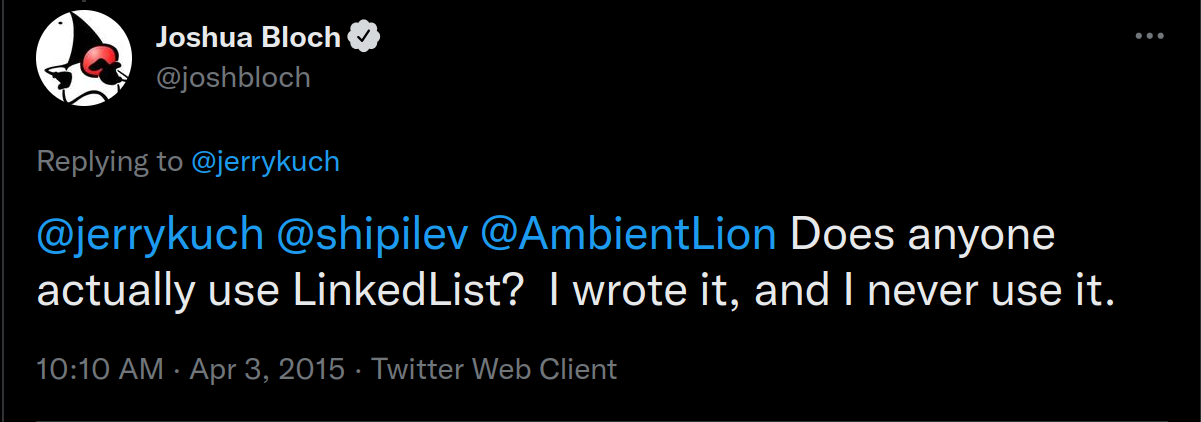 Joshua Bloch
@joshbloch
Replying to @jerrykuch
@jerrykuch @shipilev @AmbientLion Does anyone
actually use LinkedList?  I wrote it, and I never use it.
10:10 AM · Apr 3, 2015 · Twitter Web Client